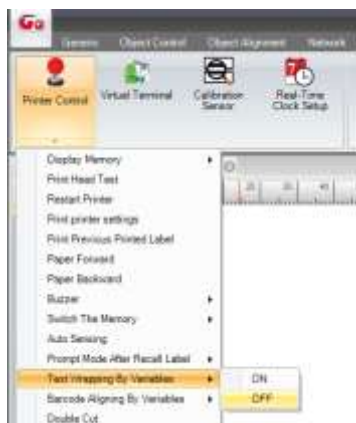 Go
General Object Control Object Alignment Network
Printer Control
Virtual Terminal
Calibration Sensor
Real-Time Clock Setup
Display Memory
Print Head Test
Restart Printer
Print printer settings
Print Previous Printed Label
Paper Forward
Paper Backward
Buzzer
Switch The Memory
Auto Sensing
Prompt Mode After Recall Label
Text Wrapping By Variables
ON
Barcode Aligning By Variables
OFF
Double Cut